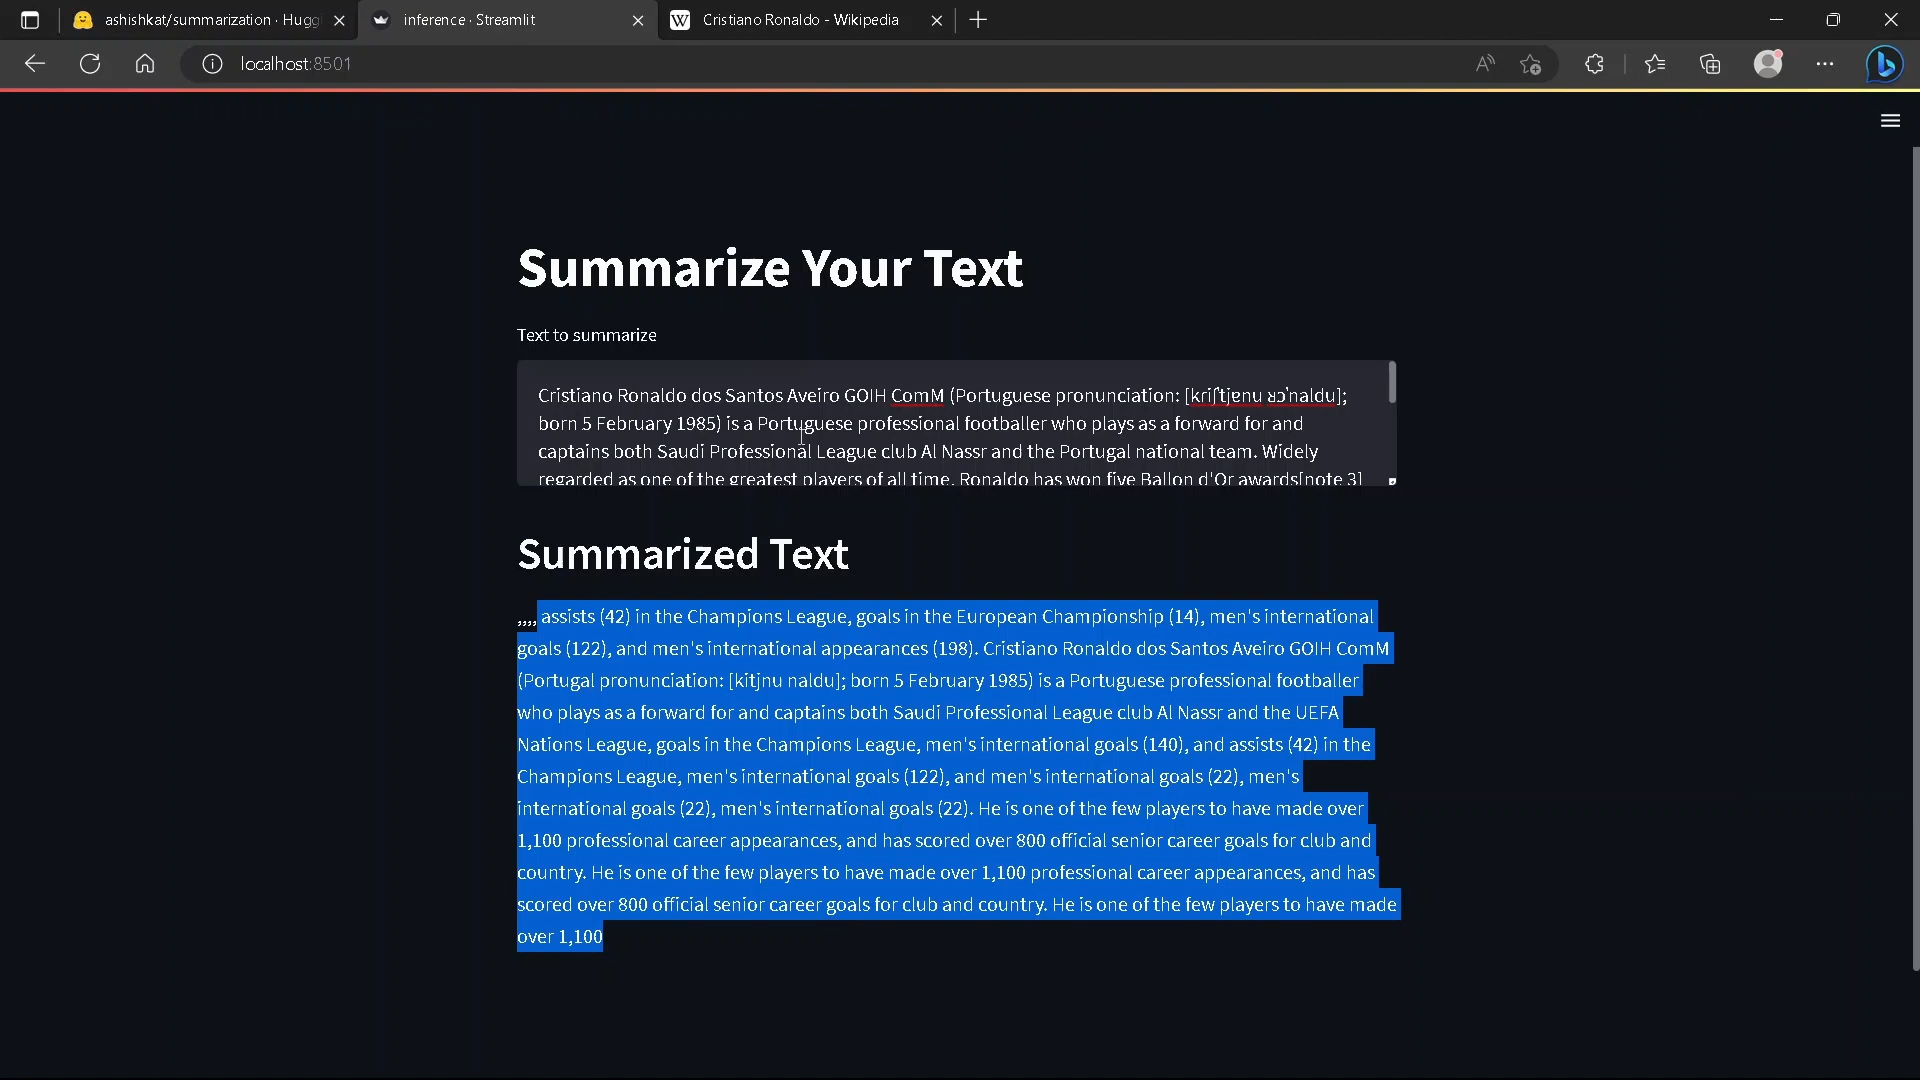 ashishkat/summarization · Hugg
inference · Streamlit
Cristiano Ronaldo - Wikipedia
localhost:8501
Summarize Your Text
Text to summarize
Cristiano Ronaldo dos Santos Aveiro GOIH ComM (Portuguese pronunciation: [kɾiʃˈtjɐnu ʁɔˈnaldu];
born 5 February 1985) is a Portuguese professional footballer who plays as a forward for and
captains both Saudi Professional League club Al Nassr and the Portugal national team. Widely
regarded as one of the greatest players of all time, Ronaldo has won five Ballon d'Or awards[note 3]
Summarized Text
,,,, assists (42) in the Champions League, goals in the European Championship (14), men's international
goals (122), and men's international appearances (198). Cristiano Ronaldo dos Santos Aveiro GOIH ComM
(Portugal pronunciation: [kitjnu naldu]; born 5 February 1985) is a Portuguese professional footballer
who plays as a forward for and captains both Saudi Professional League club Al Nassr and the UEFA
Nations League, goals in the Champions League, men's international goals (140), and assists (42) in the
Champions League, men's international goals (122), and men's international goals (22), men's
international goals (22), men's international goals (22). He is one of the few players to have made over
1,100 professional career appearances, and has scored over 800 official senior career goals for club and
country. He is one of the few players to have made over 1,100 professional career appearances, and has
scored over 800 official senior career goals for club and country. He is one of the few players to have made
over 1,100